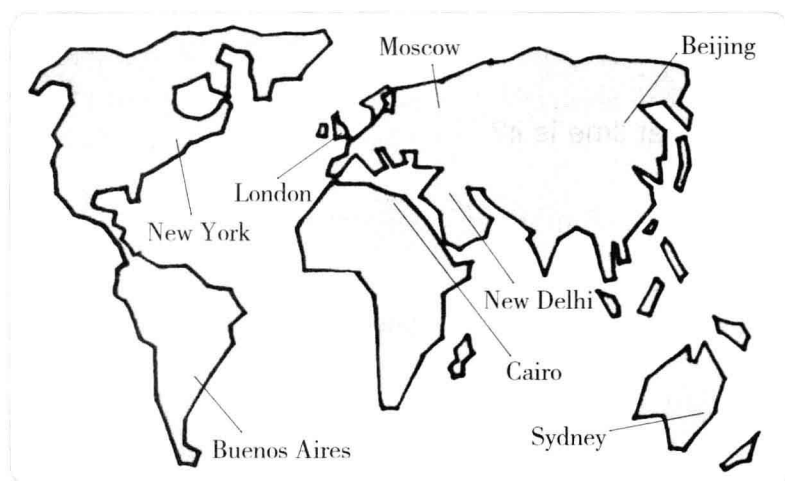 Moscow
Beijing
London
New York
New Delhi
Cairo
Sydney
Buenos Aires